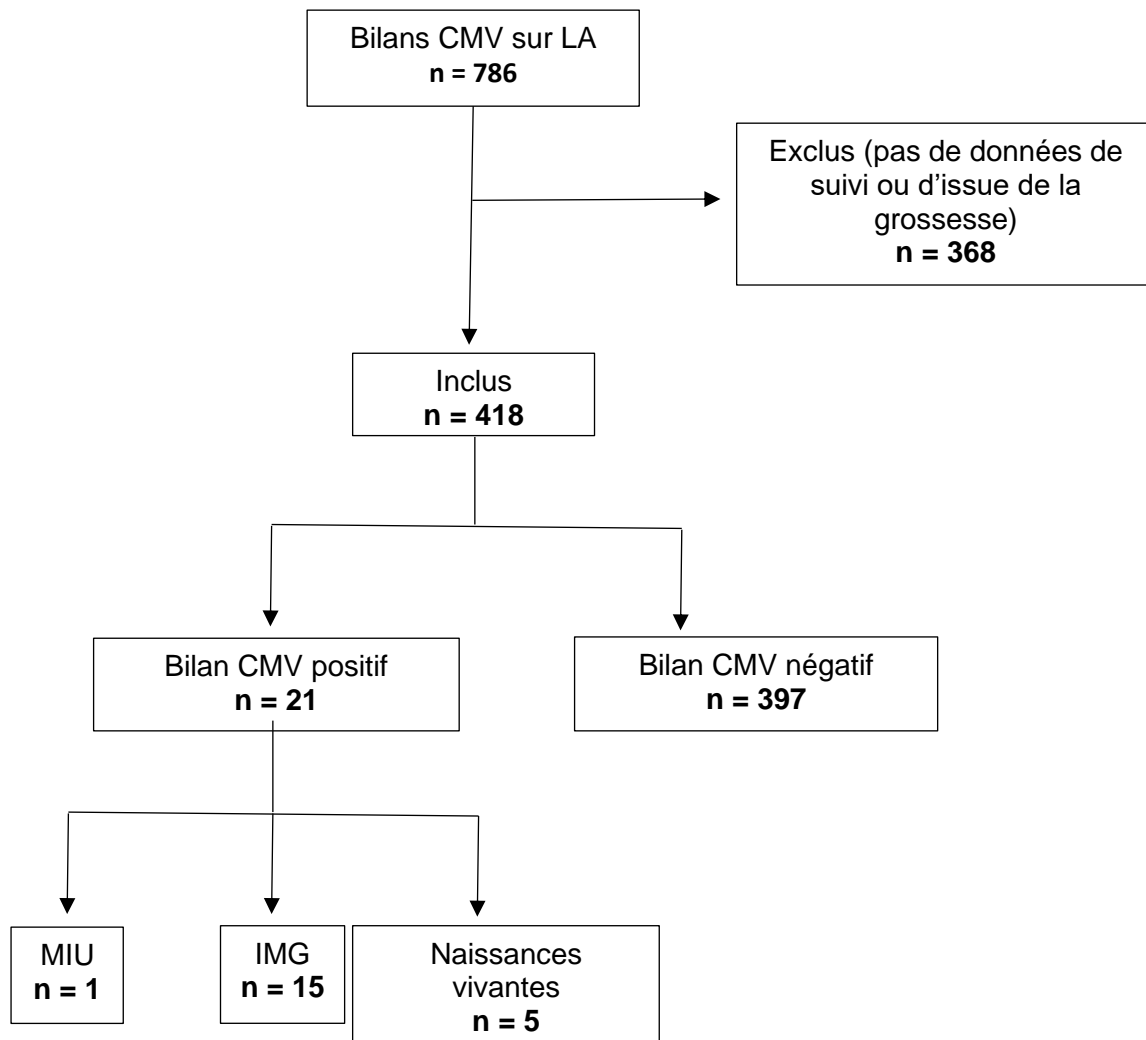 Bilans CMV sur LA
n = 786
Exclus (pas de données de
suivi ou d'issue de la
grossesse)
n = 368
Inclus
n = 418
Bilan CMV positif
n = 21
Bilan CMV négatif
n = 397
MIU
n = 1
IMG
n = 15
Naissances
vivantes
n = 5